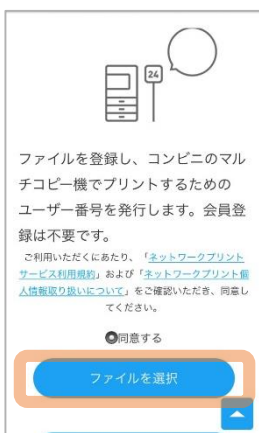 24
ファイルを登録し、コンビニのマル
チコピー機でプリントするための
ユーザー番号を発行します。会員登
録は不要です。
ご利用いただくにあたり、「ネットワークプリント
サービス利用規約」および「ネットワークプリント個
人情報取り扱いについて」をご確認いただき、同意し
てください。
同意する
ファイルを選択